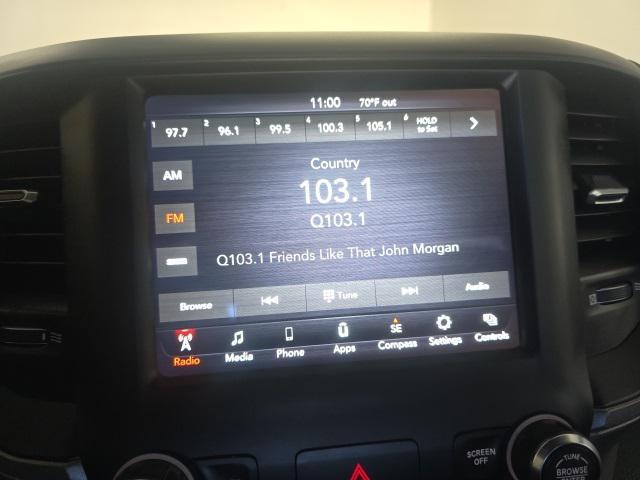 11:00 70°F out
1 97.7 2 96.1 3 99.5 4 100.3 5 105.1 6 HOLD to Set
AM
Country
103.1
FM
Q103.1
Q103.1 Friends Like That John Morgan
Browse Tune Audio
SE
Radio Media Phone Apps Compass Settings Controls
SCREEN OFF
TUNE
BROWSE
ENTER